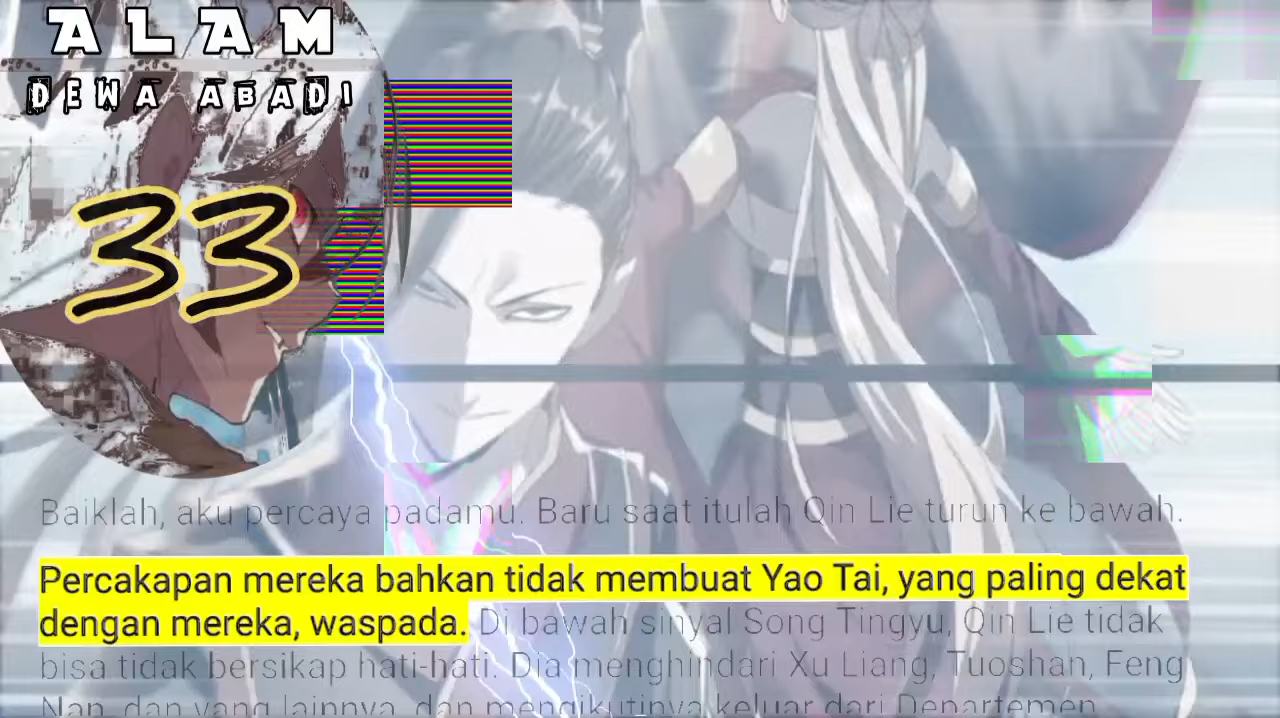 ALAM
DEWA ABADI
33
Baiklah, aku percaya padamu. Baru saat itulah Qin Lie turun ke bawah.
Percakapan mereka bahkan tidak membuat Yao Tai, yang paling dekat
dengan mereka, waspada. Di bawah sinyal Song Tingyu, Qin Lie tidak
bisa tidak bersikap hati-hati. Dia menghindari Xu Liang, Tuoshan, Feng
Nan, dan yang lainnya, dan mengikutinya keluar dari Departemen